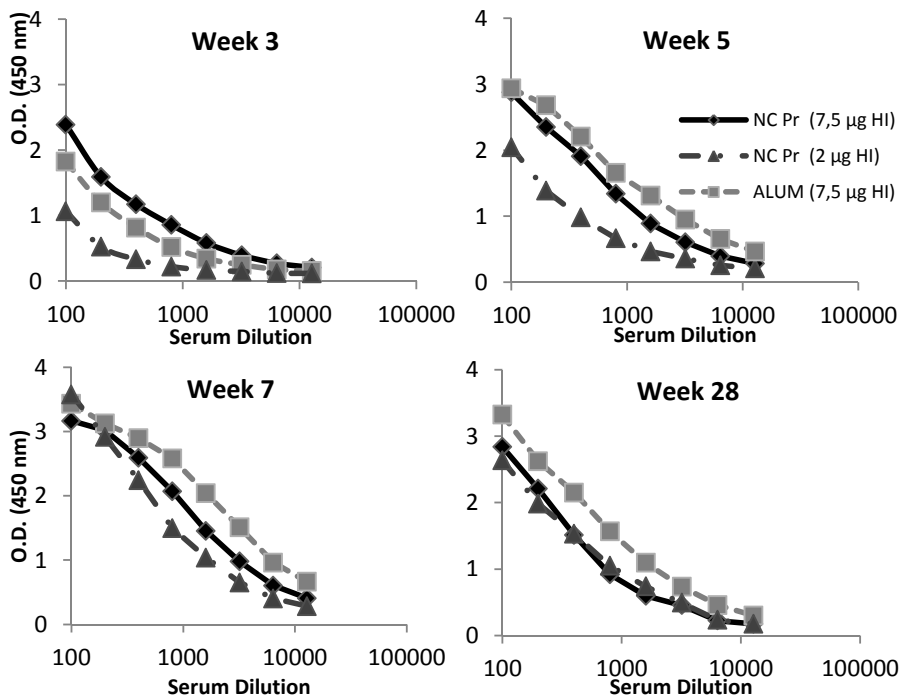 Week 3
O.D. (450 nm)
4
3
2
1
0
100 1000 10000 100000
Serum Dilution
Week 5
4
3
2
1
0
100 1000 10000 100000
Serum Dilution
NC Pr (7,5 µg HI)
NC Pr (2 µg HI)
ALUM (7,5 µg HI)
Week 7
O.D. (450 nm)
4
3
2
1
0
100 1000 10000 100000
Serum Dilution
Week 28
4
3
2
1
0
100 1000 10000 100000
Serum Dilution